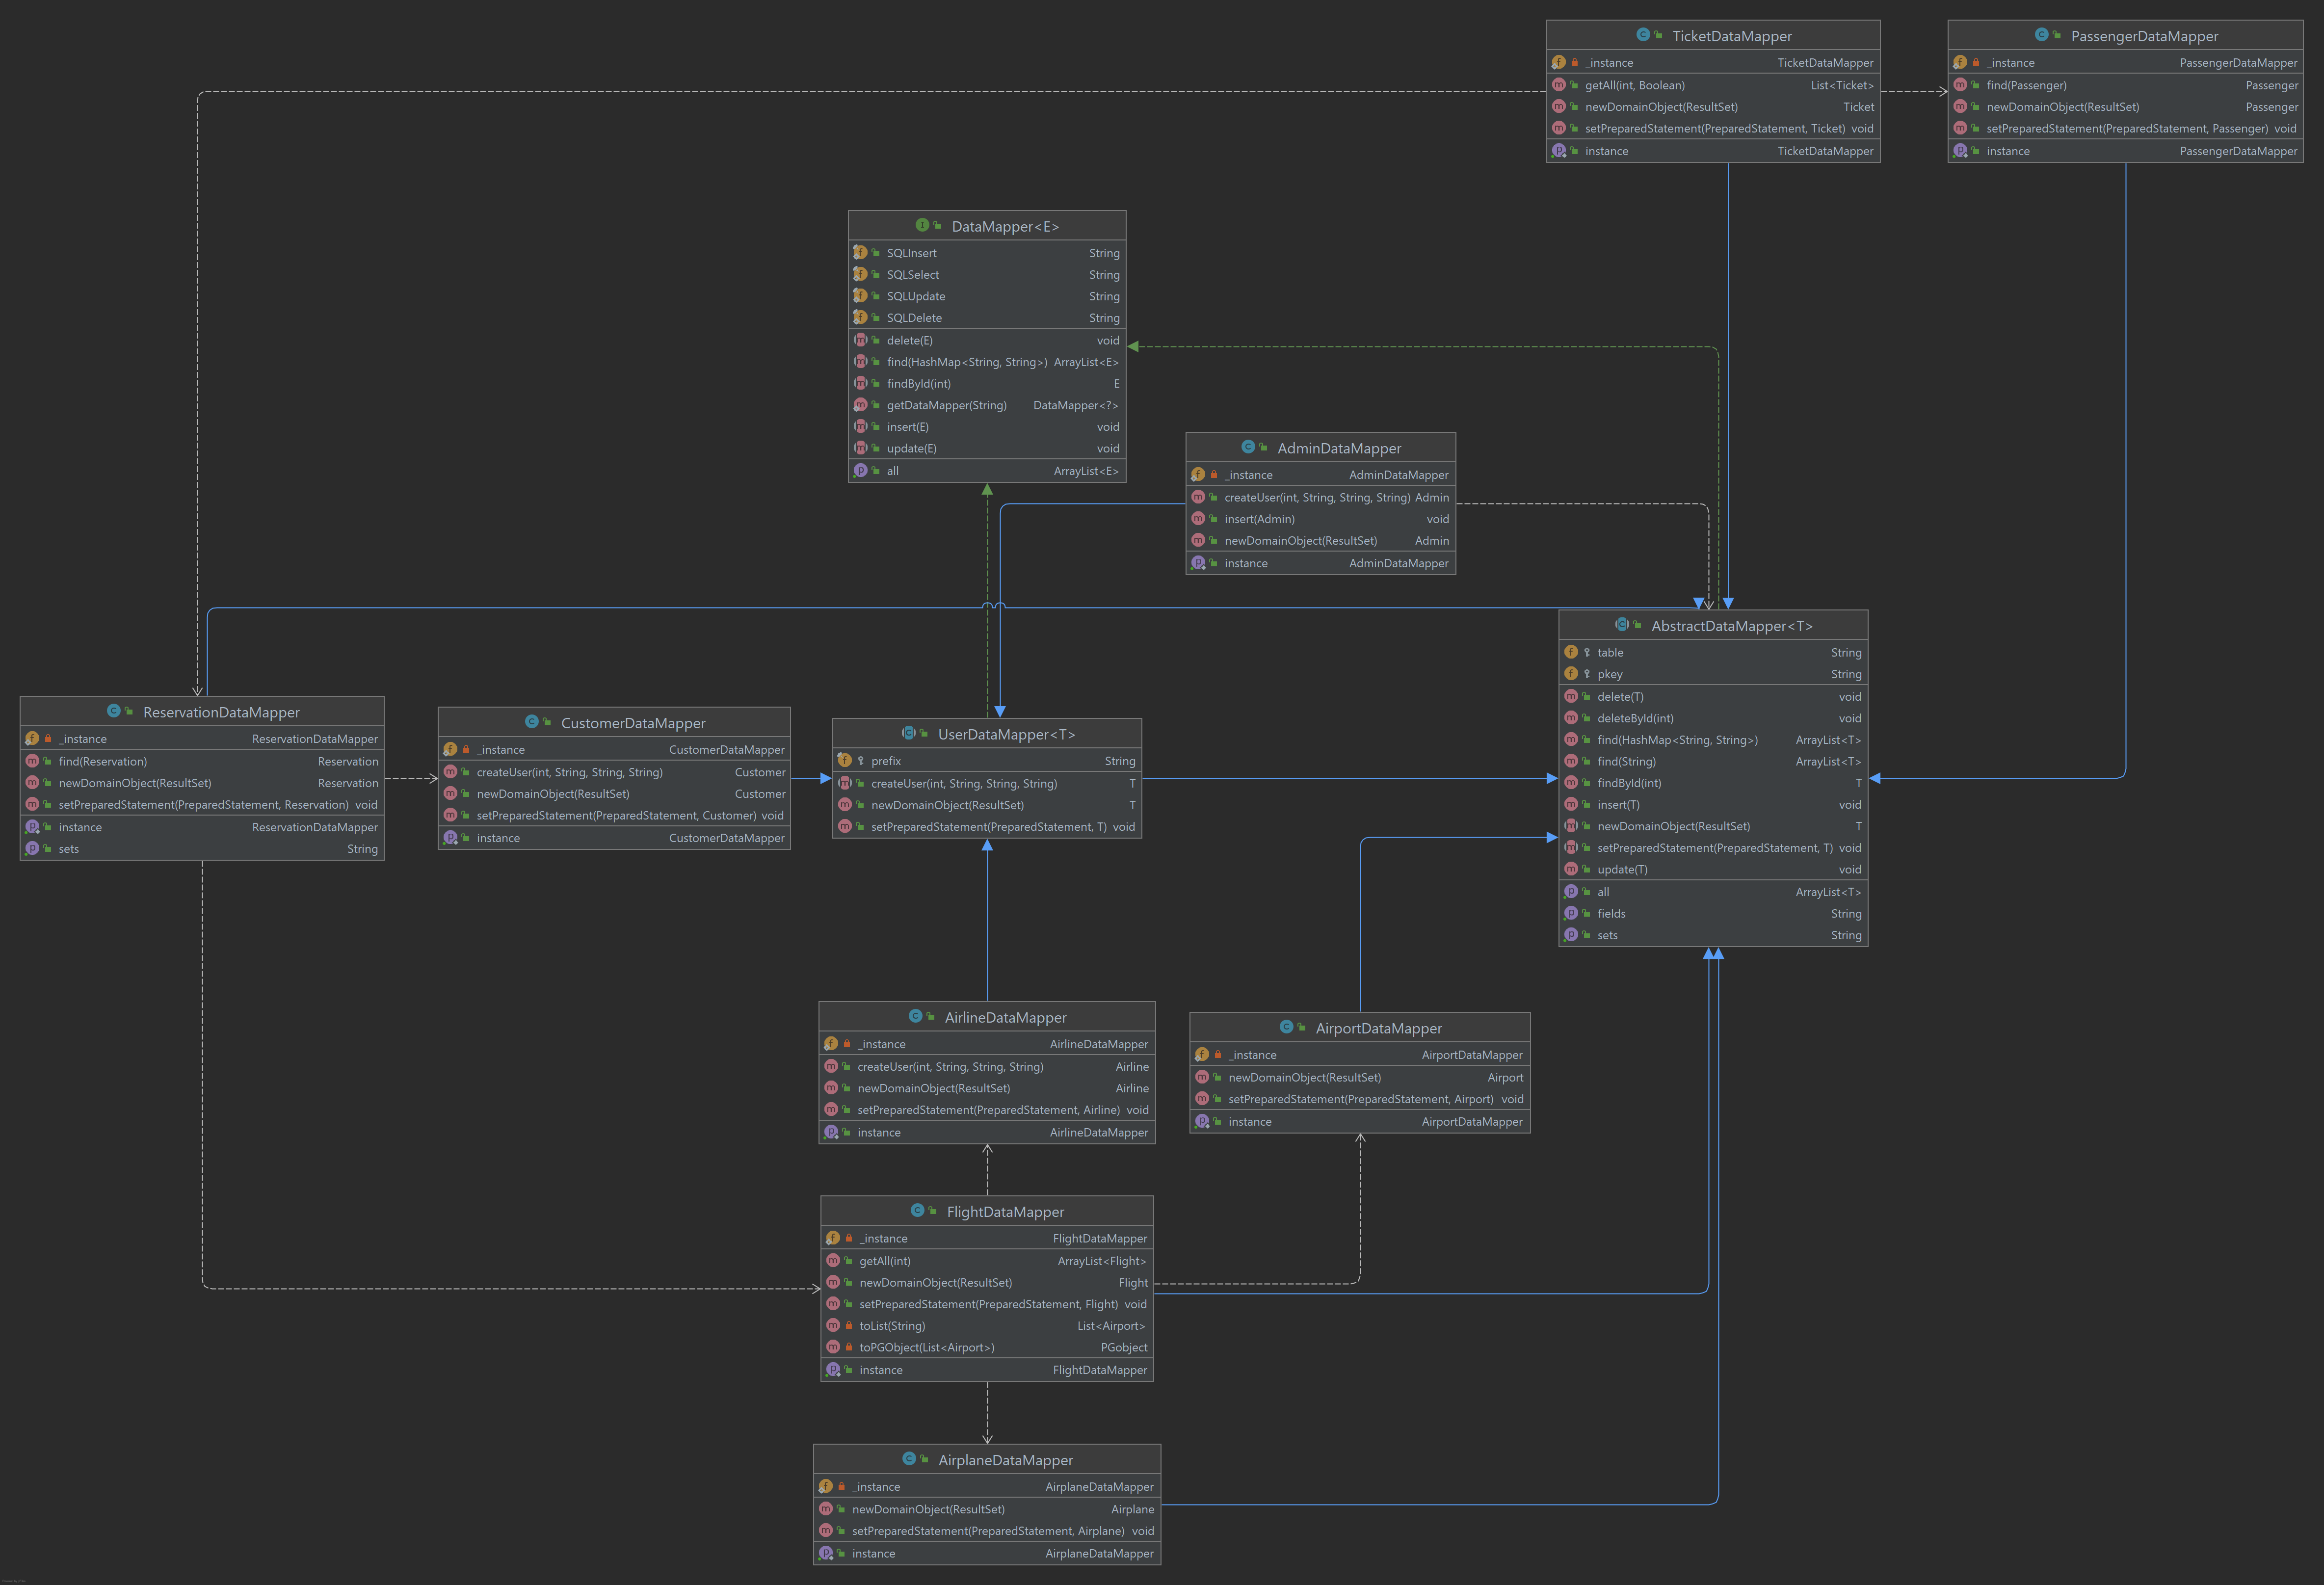 TicketDataMapper
_instance TicketDataMapper
getAll(int, Boolean) List<Ticket>
newDomainObject(ResultSet) Ticket
setPreparedStatement(PreparedStatement, Ticket) void
instance TicketDataMapper
PassengerDataMapper
_instance PassengerDataMapper
find(Passenger) Passenger
newDomainObject(ResultSet) Passenger
setPreparedStatement(PreparedStatement, Passenger) void
instance PassengerDataMapper
DataMapper<E>
SQLInsert String
SQLSelect String
SQLUpdate String
SQLDelete String
delete(E) void
find(HashMap<String, String>) ArrayList<E>
findById(int) E
getDataMapper(String) DataMapper<?>
insert(E) void
update(E) void
all ArrayList<E>
AdminDataMapper
_instance AdminDataMapper
createUser(int, String, String, String) Admin
insert(Admin) void
newDomainObject(ResultSet) Admin
instance AdminDataMapper
AbstractDataMapper<T>
table String
pkey String
delete(T) void
deleteById(int) void
find(HashMap<String, String>) ArrayList<T>
find(String) ArrayList<T>
findById(int) T
insert(T) void
newDomainObject(ResultSet) T
setPreparedStatement(PreparedStatement, T) void
update(T) void
all ArrayList<T>
fields String
sets String
ReservationDataMapper
_instance ReservationDataMapper
find(Reservation) Reservation
newDomainObject(ResultSet) Reservation
setPreparedStatement(PreparedStatement, Reservation) void
instance ReservationDataMapper
sets String
CustomerDataMapper
_instance CustomerDataMapper
createUser(int, String, String, String) Customer
newDomainObject(ResultSet) Customer
setPreparedStatement(PreparedStatement, Customer) void
instance CustomerDataMapper
UserDataMapper<T>
prefix String
createUser(int, String, String, String) T
newDomainObject(ResultSet) T
setPreparedStatement(PreparedStatement, T) void
AirlineDataMapper
_instance AirlineDataMapper
createUser(int, String, String, String) Airline
newDomainObject(ResultSet) Airline
setPreparedStatement(PreparedStatement, Airline) void
instance AirlineDataMapper
AirportDataMapper
_instance AirportDataMapper
newDomainObject(ResultSet) Airport
setPreparedStatement(PreparedStatement, Airport) void
instance AirportDataMapper
FlightDataMapper
_instance FlightDataMapper
getAll(int) ArrayList<Flight>
newDomainObject(ResultSet) Flight
setPreparedStatement(PreparedStatement, Flight) void
toList(String) List<Airport>
toPGObject(List<Airport>) PGobject
instance FlightDataMapper
AirplaneDataMapper
_instance AirplaneDataMapper
newDomainObject(ResultSet) Airplane
setPreparedStatement(PreparedStatement, Airplane) void
instance AirplaneDataMapper